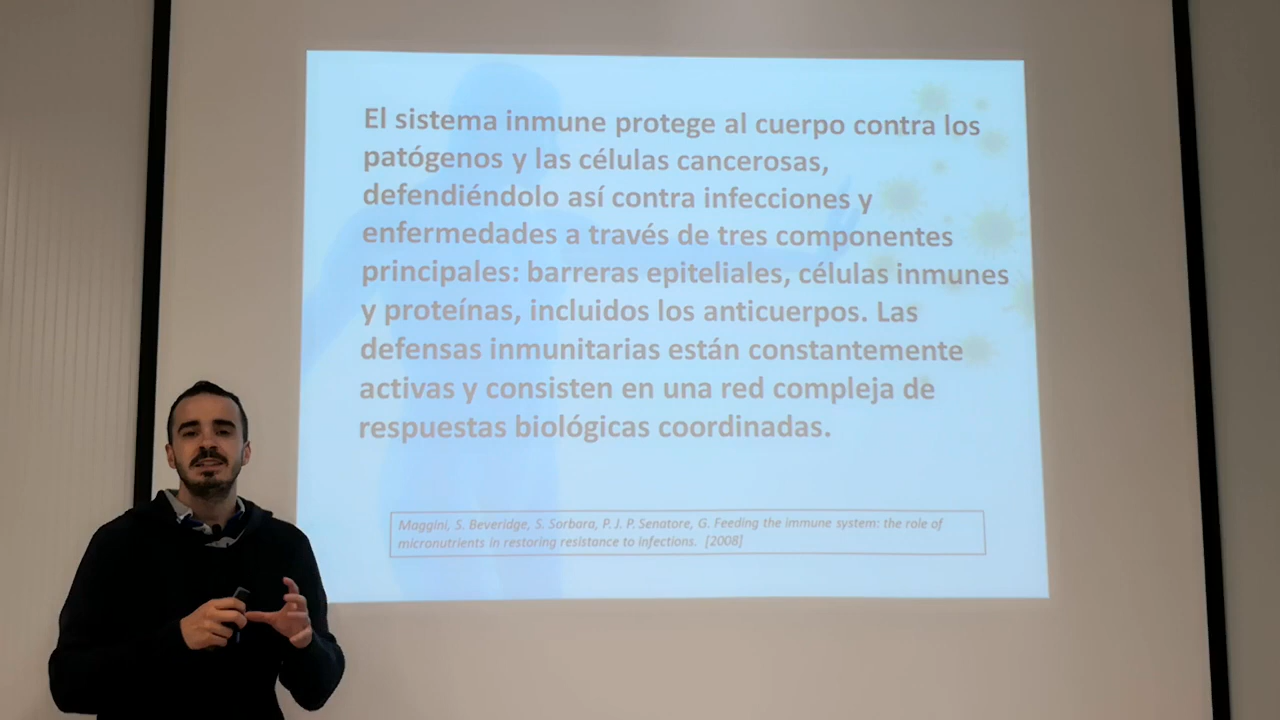 El sistema inmune protege al cuerpo contra los
patógenos y las células cancerosas,
defendiéndolo así contra infecciones y
enfermedades a través de tres componentes
principales: barreras epiteliales, células inmunes
y proteínas, incluidos los anticuerpos. Las
defensas inmunitarias están constantemente
activas y consisten en una red compleja de
respuestas biológicas coordinadas.
Maggini, S. Beveridge, S. Sorbara, P. J. P. Senatore, G. Feeding the immune system: the role of
micronutrients in restoring resistance to infections. [2008]